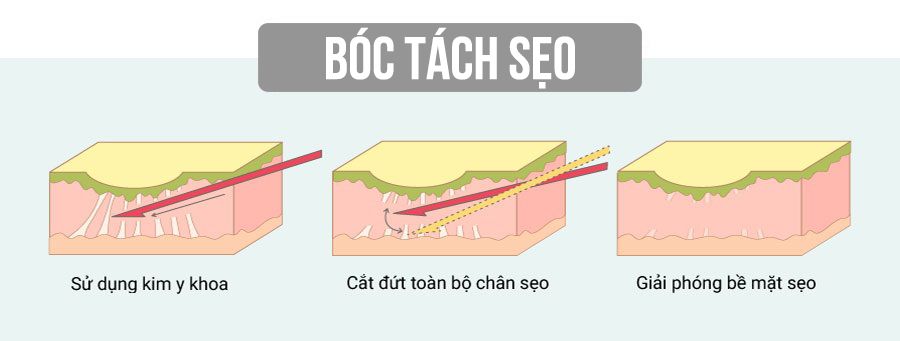 BÓC TÁCH SẸO
Sử dụng kim y khoa
Cắt đứt toàn bộ chân sẹo
Giải phóng bề mặt sẹo